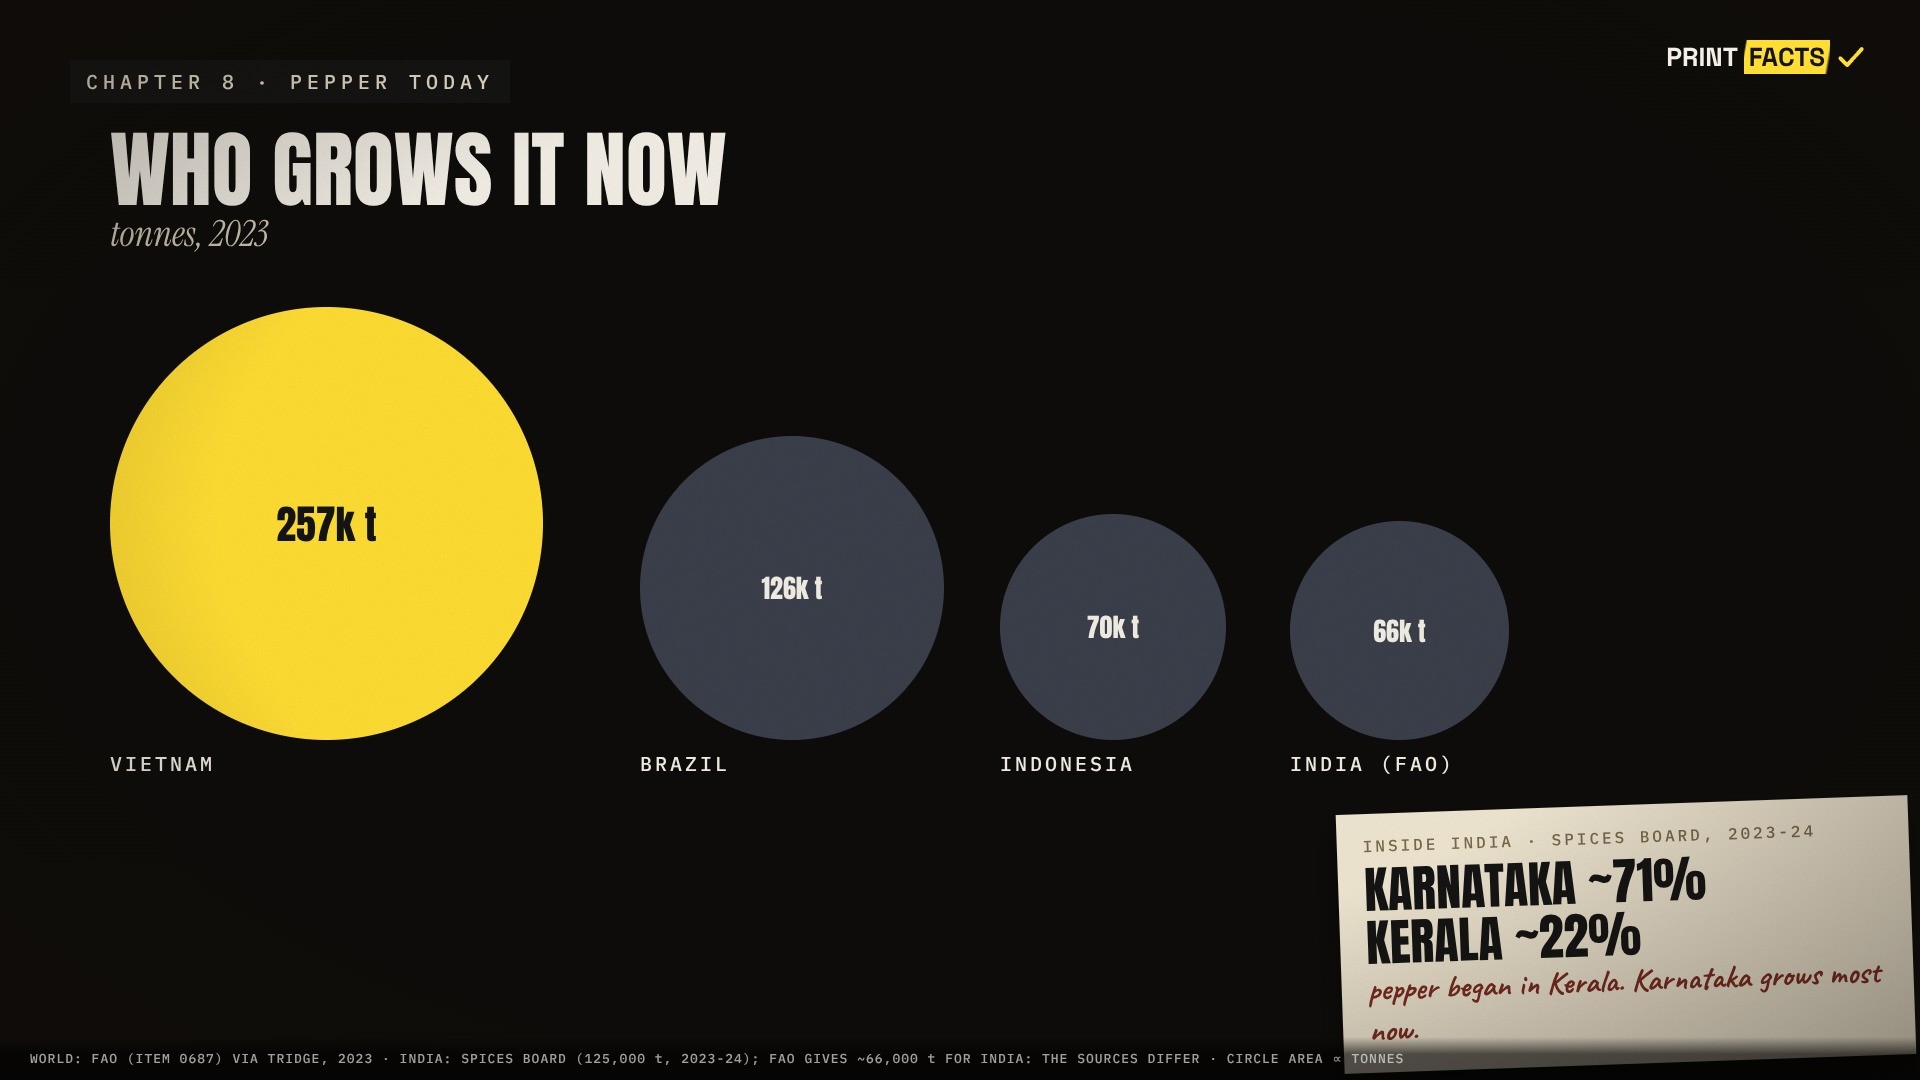 CHAPTER 8 · PEPPER TODAY
PRINT FACTS
WHO GROWS IT NOW
tonnes, 2023
257k t
126k t
70k t
66k t
VIETNAM
BRAZIL
INDONESIA
INDIA (FAO)
INSIDE INDIA · SPICES BOARD, 2023-24
KARNATAKA ~71%
KERALA ~22%
pepper began in Kerala. Karnataka grows most
now.
WORLD: FAO (ITEM 0687) VIA TRIDGE, 2023 · INDIA: SPICES BOARD (125,000 t, 2023-24); FAO GIVES ~66,000 t FOR INDIA: THE SOURCES DIFFER · CIRCLE AREA ∝ TONNES